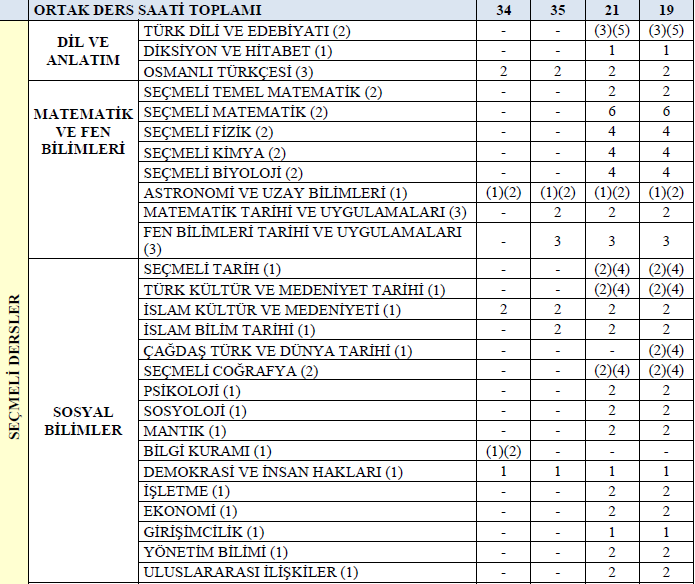 ORTAK DERS SAATİ TOPLAMI 34 35 21 19
SEÇMELİ DERSLER
DİL VE ANLATIM
TÜRK DİLİ VE EDEBİYATI (2) - - (3)(5) (3)(5)
DİKSİYON VE HİTABET (1) - - 1 1
OSMANLI TÜRKÇESİ (3) 2 2 2 2
MATEMATİK VE FEN BİLİMLERİ
SEÇMELİ TEMEL MATEMATİK (2) - - 2 2
SEÇMELİ MATEMATİK (2) - - 6 6
SEÇMELİ FİZİK (2) - - 4 4
SEÇMELİ KİMYA (2) - - 4 4
SEÇMELİ BİYOLOJİ (2) - - 4 4
ASTRONOMİ VE UZAY BİLİMLERİ (1) (1)(2) (1)(2) (1)(2) (1)(2)
MATEMATİK TARİHİ VE UYGULAMALARI (3) - 2 2 2
FEN BİLİMLERİ TARİHİ VE UYGULAMALARI
(3) - 3 3 3
SOSYAL BİLİMLER
SEÇMELİ TARİH (1) - - (2)(4) (2)(4)
TÜRK KÜLTÜR VE MEDENİYET TARİHİ (1) - - (2)(4) (2)(4)
İSLAM KÜLTÜR VE MEDENİYETİ (1) 2 2 2 2
İSLAM BİLİM TARİHİ (1) - 2 2 2
ÇAĞDAŞ TÜRK VE DÜNYA TARİHİ (1) - - - (2)(4)
SEÇMELİ COĞRAFYA (2) - - (2)(4) (2)(4)
PSİKOLOJİ (1) - - 2 2
SOSYOLOJİ (1) - - 2 2
MANTIK (1) - - 2 2
BİLGİ KURAMI (1) (1)(2) - - -
DEMOKRASİ VE İNSAN HAKLARI (1) 1 1 1 1
İŞLETME (1) - - 2 2
EKONOMİ (1) - - 2 2
GİRİŞİMCİLİK (1) - - 1 1
YÖNETİM BİLİMİ (1) - - 2 2
ULUSLARARASI İLİŞKİLER (1) - - 2 2